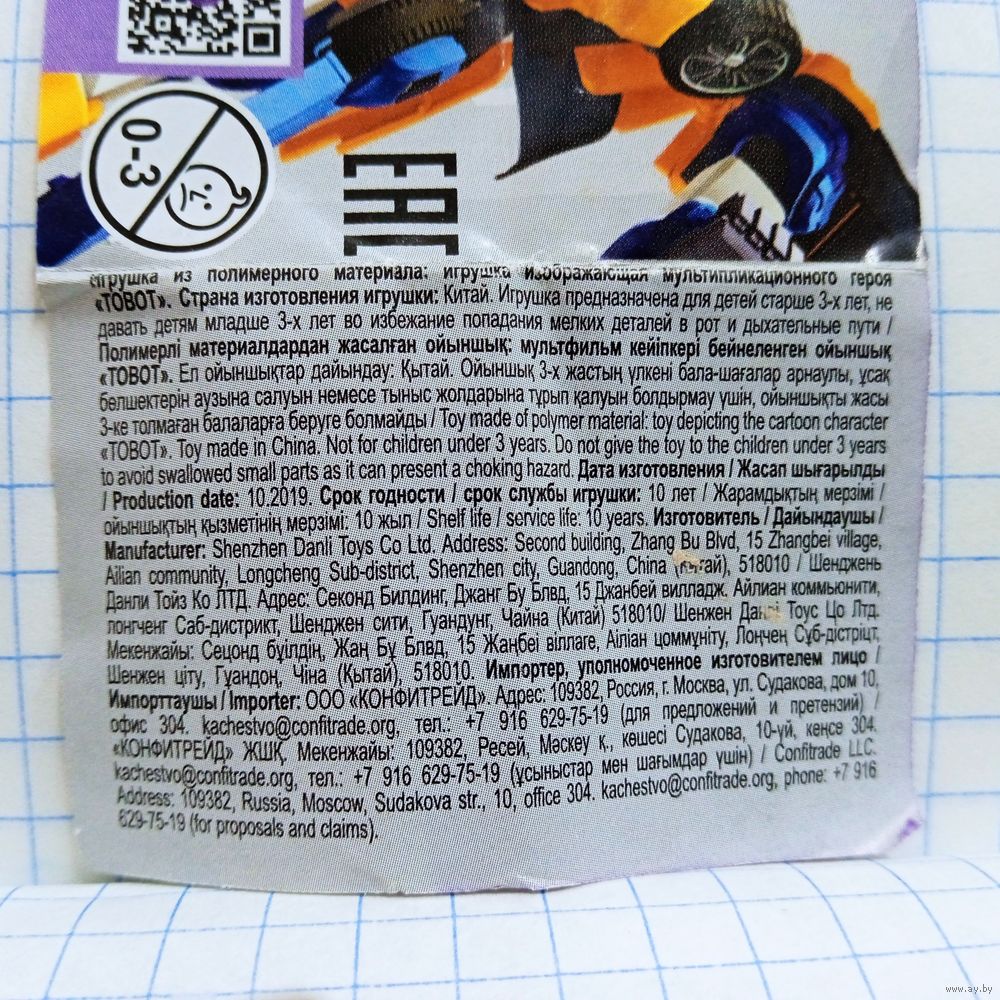 0-3
EAC
игрушка из полимерного материала: игрушка изображающая мультипликационного героя
«ТОВОТ». Страна изготовления игрушки: Китай. Игрушка предназначена для детей старше 3-х лет, не
давать детям младше 3-х лет во избежание попадания мелких деталей в рот и дыхательные пути /
Полимерлі материалдардан жасалған ойыншық: мультфильм кейіпкері бейнеленген ойыншық
«ТОВОТ». Ел ойыншықтар дайындау: Қытай. Ойыншық 3-х жастың үлкені бала-шағалар арнаулы, ұсақ
бөлшектерін аузына салуын немесе тыныс жолдарына тұрып қалуын болдырмау үшін, ойыншықты жасы
3-ке толмаған балаларға беруге болмайды / Toy made of polymer material: toy depicting the cartoon character
«ТОВОТ». Toy made in China. Not for children under 3 years. Do not give the toy to the children under 3 years
to avoid swallowed small parts as it can present a choking hazard. Дата изготовления / Жасап шығарылды
/ Production date: 10.2019. Срок годности / срок службы игрушки: 10 лет / Жарамдықтың мерзімі /
ойыншықтың қызметінің мерзімі: 10 жыл / Shelf life / service life: 10 years. Изготовитель / Дайындаушы /
Manufacturer: Shenzhen Danli Toys Co Ltd. Address: Second building, Zhang Bu Blvd, 15 Zhangbei village,
Ailian community, Longcheng Sub-district, Shenzhen city, Guandong, China (Китай), 518010 / Шенджень
Данли Тойз Ко ЛТД. Адрес: Секонд Билдинг, Джанг Бу Блвд, 15 Джанбей вилладж. Айлиан коммьюнити,
лонгченг Саб-дистрикт, Шенджен сити, Гуандунг, Чайна (Китай) 518010/ Шенжен Данлі Тоус Цо Лтд.
Мекенжайы: Сецонд бұілдің, Жаң Бұ Блвд, 15 Жаңбеі віллаге, Аіліан цоммұніту, Лоңчең Сұб-дістріцт,
Шенжен ціту, Гуандоң, Чіна (Қытай), 518010. Импортер, уполномоченное изготовителем лицо /
Импорттаушы / Importer: ООО «КОНФИТРЕЙД». Адрес: 109382, Россия, г. Москва, ул. Судакова, дом 10,
офис 304. kachestvo@confitrade.org, тел.: +7 916 629-75-19 (для предложений и претензий) /
«КОНФИТРЕЙД» ЖШҚ. Мекенжайы: 109382, Ресей, Мәскеу қ., көшесі Судакова, 10-үй, кеңсе 304.
kachestvo@confitrade.org, тел.: +7 916 629-75-19 (ұсыныстар мен шағымдар үшін) / Confitrade LLC.
Address: 109382, Russia, Moscow, Sudakova str., 10, office 304. kachestvo@confitrade.org, phone: +7 916
629-75-19 (for proposals and claims).
www.ay.by